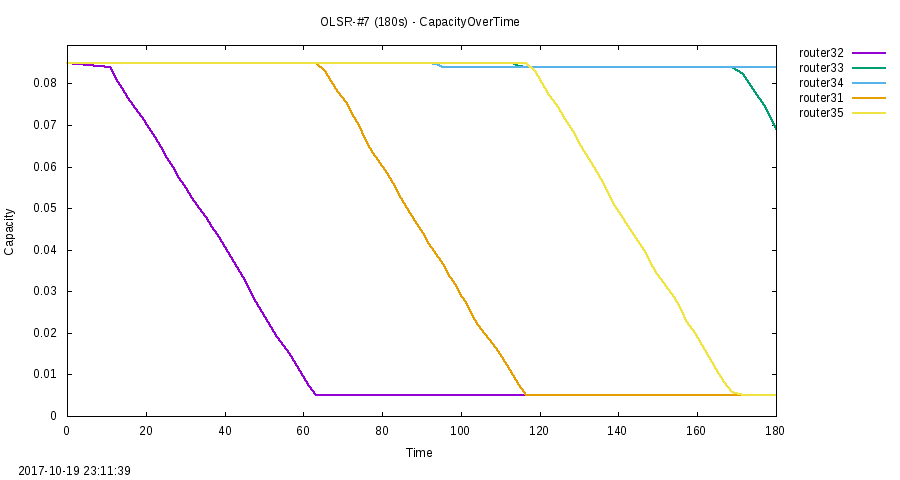 OLSR-#7 (180s) - CapacityOverTime
router32
router33
router34
router31
router35
0.08
0.07
0.06
0.05
0.04
0.03
0.02
0.01
0
Capacity
0 20 40 60 80 100 120 140 160 180
Time
2017-10-19 23:11:39